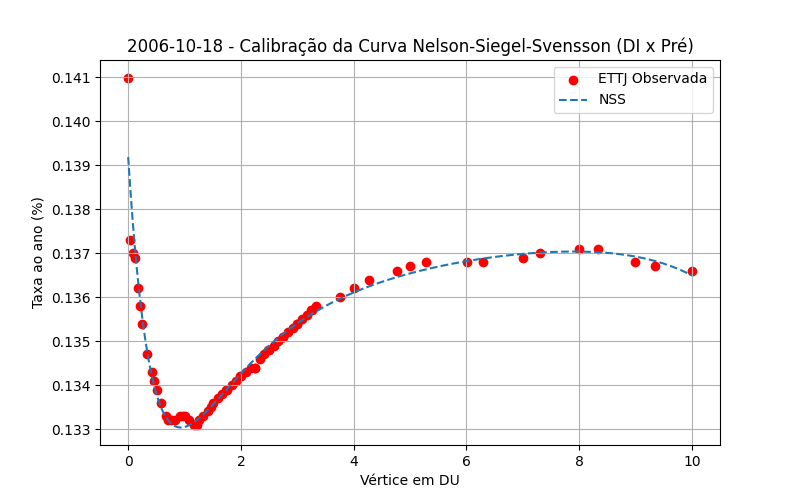 2006-10-18 - Calibração da Curva Nelson-Siegel-Svensson (DI x Pré)
ETTJ Observada
NSS
Taxa ao ano (%)
0.141
0.140
0.139
0.138
0.137
0.136
0.135
0.134
0.133
0 2 4 6 8 10
Vértice em DU